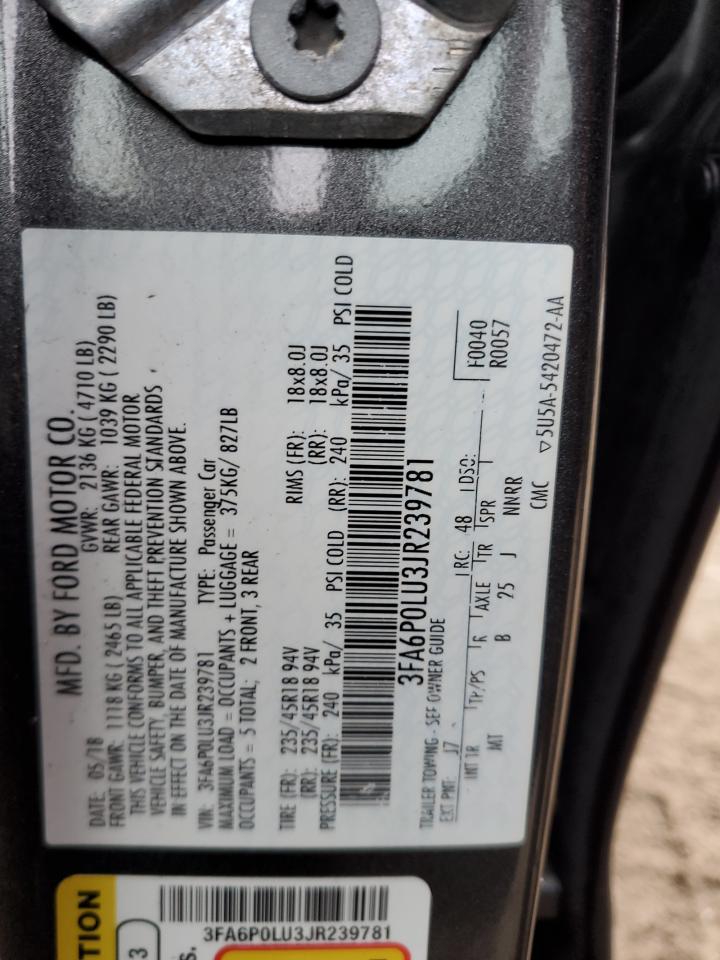 MFD. BY FORD MOTOR CO.
DATE: 05/18 GVWR: 2136 KG ( 4710 LB)
FRONT GAWR: 1118 KG ( 2465 LB) REAR GAWR: 1039 KG ( 2290 LB)
THIS VEHICLE CONFORMS TO ALL APPLICABLE FEDERAL MOTOR
VEHICLE SAFETY, BUMPER, AND THEFT PREVENTION STANDARDS
IN EFFECT ON THE DATE OF MANUFACTURE SHOWN ABOVE.
VIN: 3FA6P0LU3JR239781 TYPE: Passenger Car
MAXIMUM LOAD = OCCUPANTS + LUGGAGE = 375KG/ 827LB
OCCUPANTS = 5 TOTAL; 2 FRONT, 3 REAR
TIRE (FR): 235/45R18 94V RIMS (FR): 18x8.0J
(RR): 235/45R18 94V (RR): 18x8.0J
PRESSURE (FR): 240 kPa/ 35 PSI COLD (RR): 240 kPa/ 35 PSI COLD
3FA6P0LU3JR239781
TRAILER TOWING - SEE OWNER GUIDE
EXT PNT: J7 RC: 48 DSO: F0040
R0057
INT TR TP/PS R AXLE TR SPR
MT B 25 J NNRR
CMC ▽5U5A-5420472-AA
TION
3
S.
3FA6P0LU3JR239781